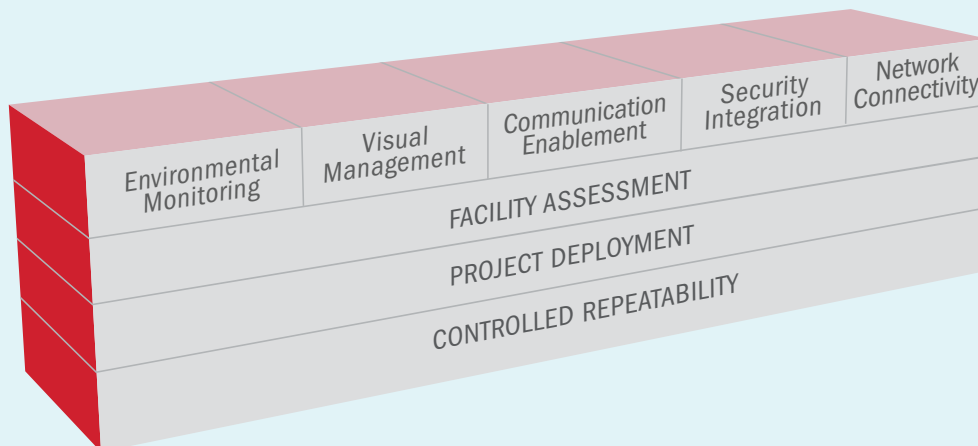 Environmental
Monitoring
Visual
Management
Communication
Enablement
Security
Integration
Network
Connectivity
FACILITY ASSESSMENT
PROJECT DEPLOYMENT
CONTROLLED REPEATABILITY